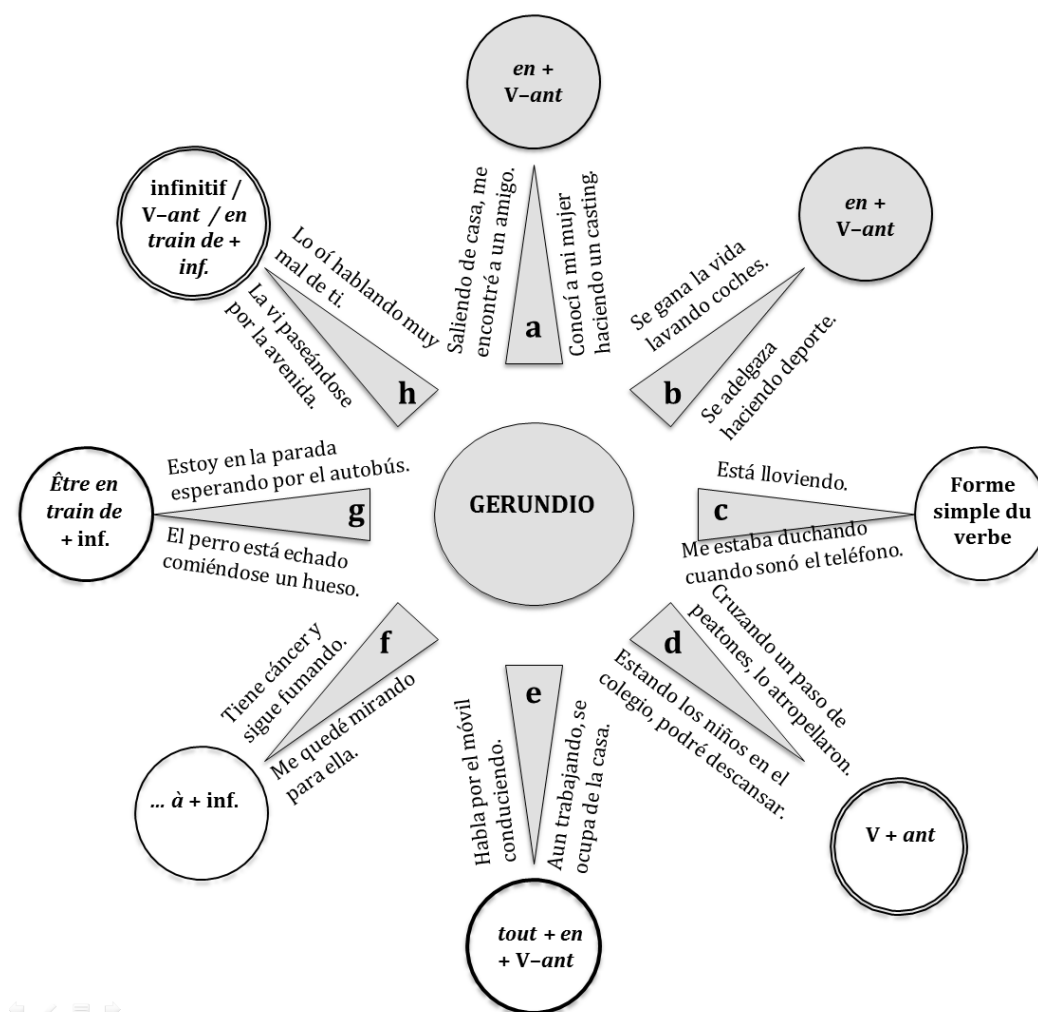 en +
V–ant
Saliendo de casa, me
encontré a un amigo.
a
Conocí a mi mujer
haciendo un casting.
en +
V–ant
Se gana la vida
lavando coches.
b
Se adelgaza
haciendo deporte.
infinitif /
V–ant / en
train de +
inf.
Lo oí hablando muy
mal de ti.
h
La vi paseándose
por la avenida.
Être en
train de
+ inf.
Estoy en la parada
esperando por el autobús.
g
El perro está echado
comiéndose un hueso.
GERUNDIO
Está lloviendo.
c
Me estaba duchando
cuando sonó el teléfono.
Forme
simple du
verbe
Cruzando un paso de
peatones, lo atropellaron.
d
Estando los niños en el
colegio, podré descansar.
V + ant
Tiene cáncer y
sigue fumando.
f
Me quedé mirando
para ella.
... à + inf.
Habla por el móvil
conduciendo.
e
Aun trabajando, se
ocupa de la casa.
tout + en
+ V–ant